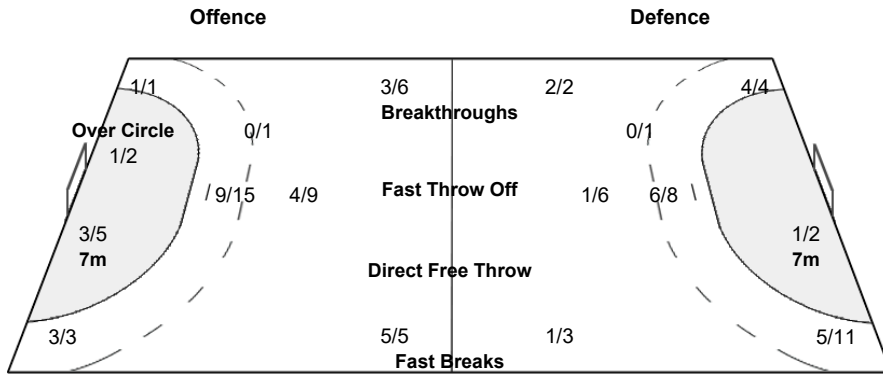 Offence Defence
1/1 3/6 2/2 4/4
Breakthroughs
Over Circle 0/1 0/1
1/2
9/15 4/9 Fast Throw Off 1/6 6/8
3/5 1/2
7m 7m
Direct Free Throw
3/3 5/5 1/3 5/11
Fast Breaks